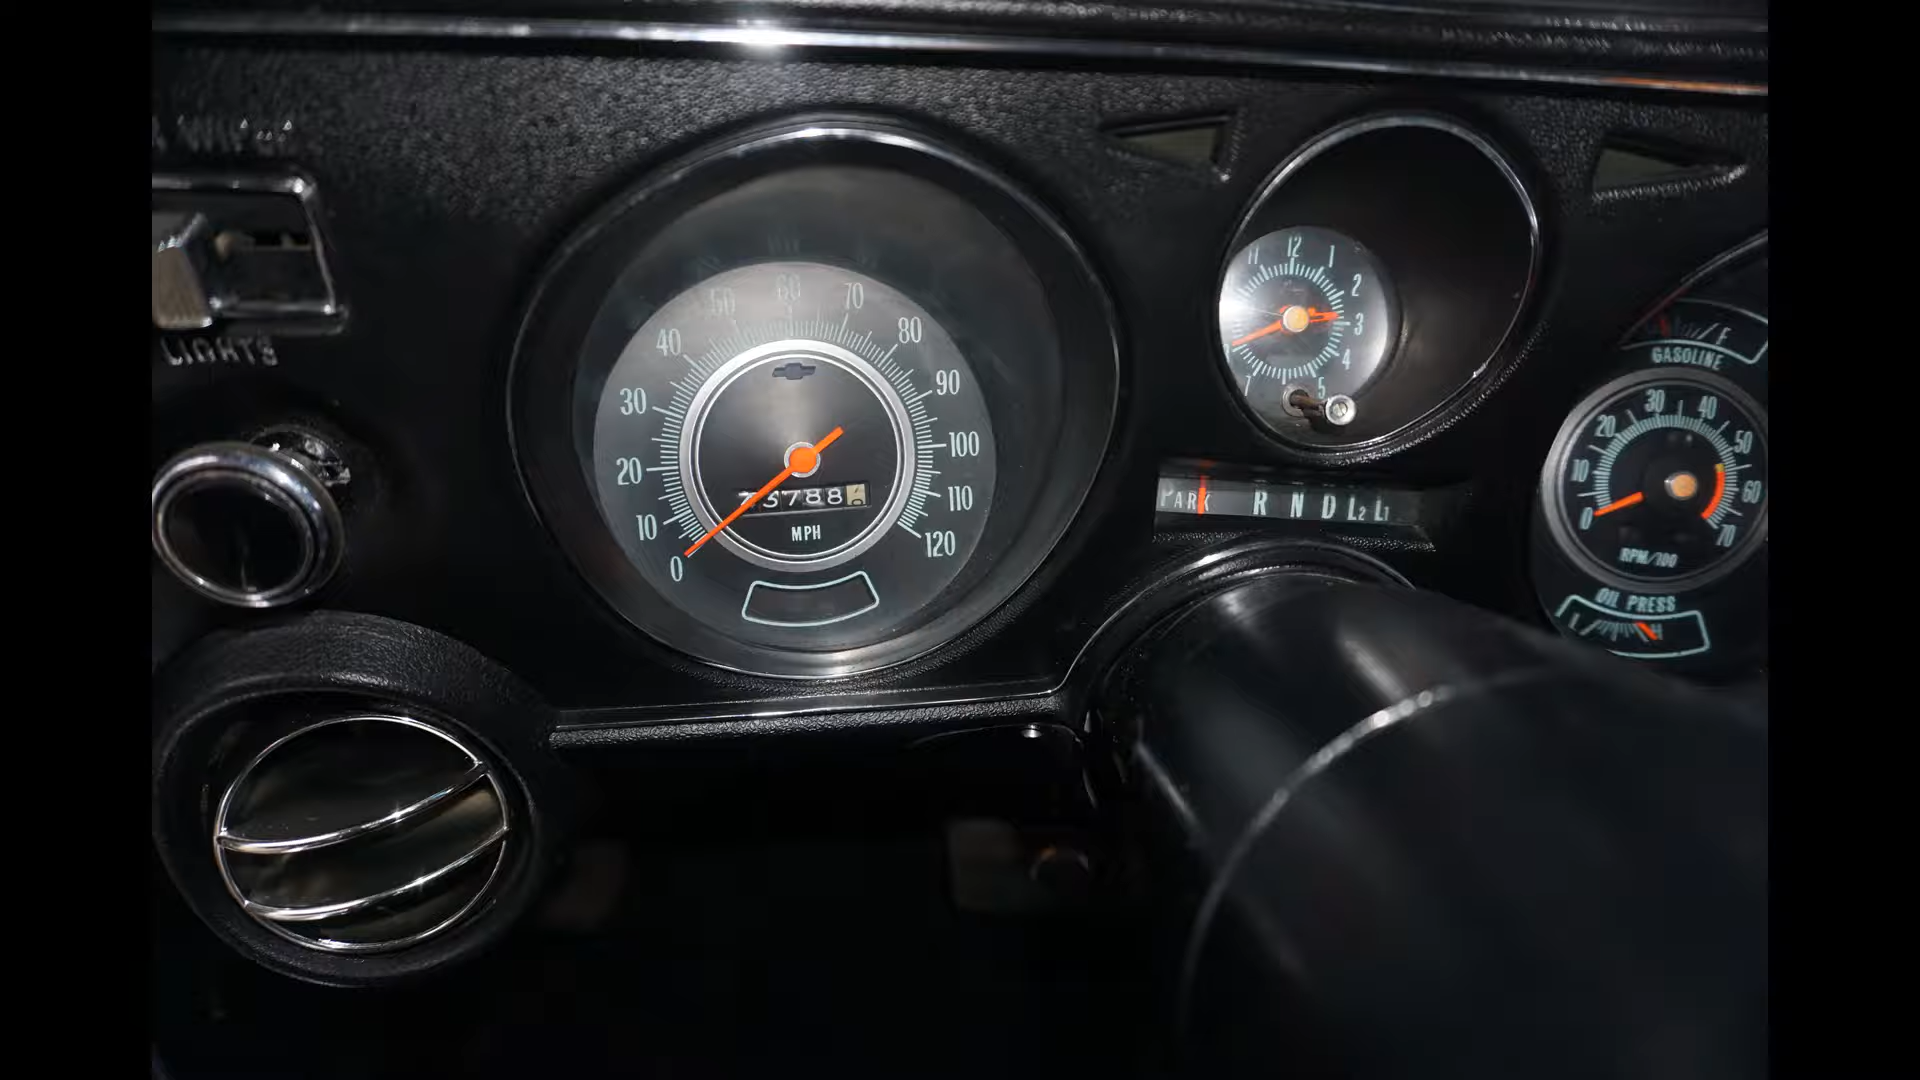 LIGHTS
0 10 20 30 40 50 60 70 80 90 100 110 120
MPH
11 12 1 2 3 4 5 7
PARK R N D L2 L1
F
GASOLINE
0 10 20 30 40 50 60 70
RPM/100
OIL PRESS
L H